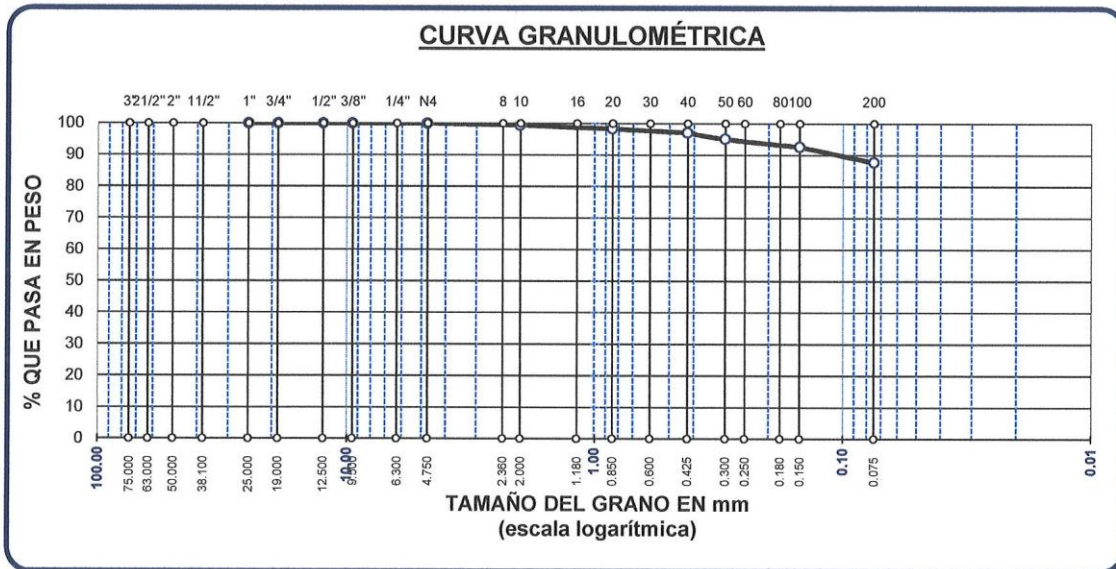 CURVA GRANULOMÉTRICA
3" 21/2" 2" 11/2" 1" 3/4" 1/2" 3/8" 1/4" N4 8 10 16 20 30 40 50 60 80 100 200
100
90
80
70
60
50
40
30
20
10
0
% QUE PASA EN PESO
100.00 75.000 63.000 50.000 38.100 25.000 19.000 12.500 10.00 9.500 6.300 4.750 2.360 2.000 1.180 1.00 0.850 0.600 0.425 0.300 0.250 0.180 0.150 0.10 0.075 0.01
TAMAÑO DEL GRANO EN mm
(escala logarítmica)